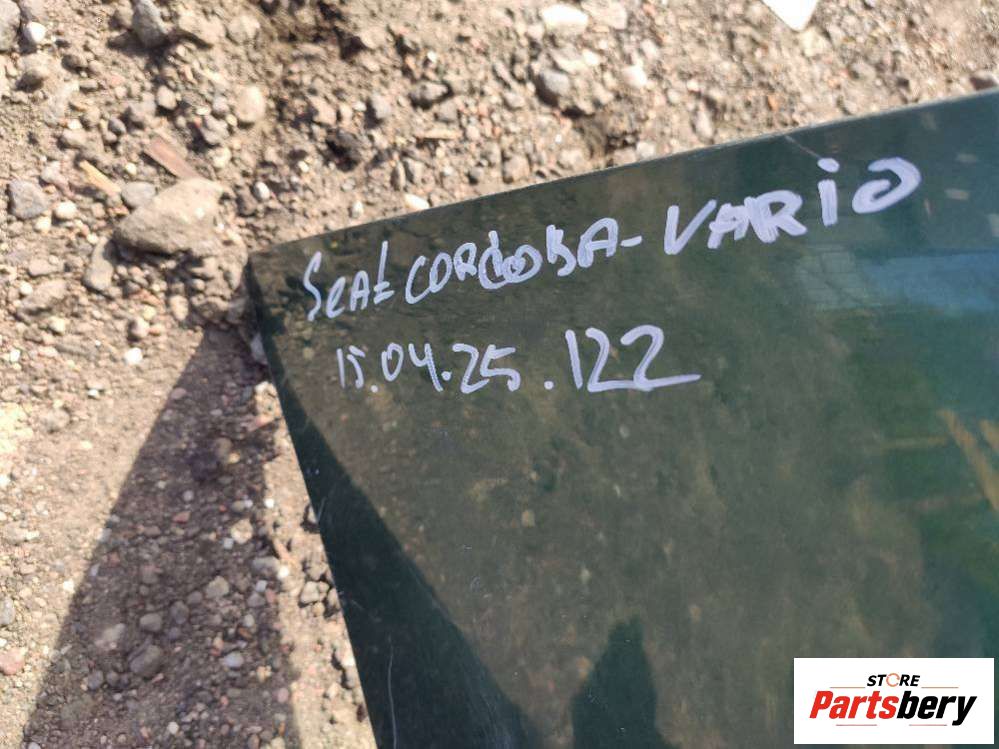 SEAt CORdOBA-VARiO
15.04.25.122
STORE
Partsbery